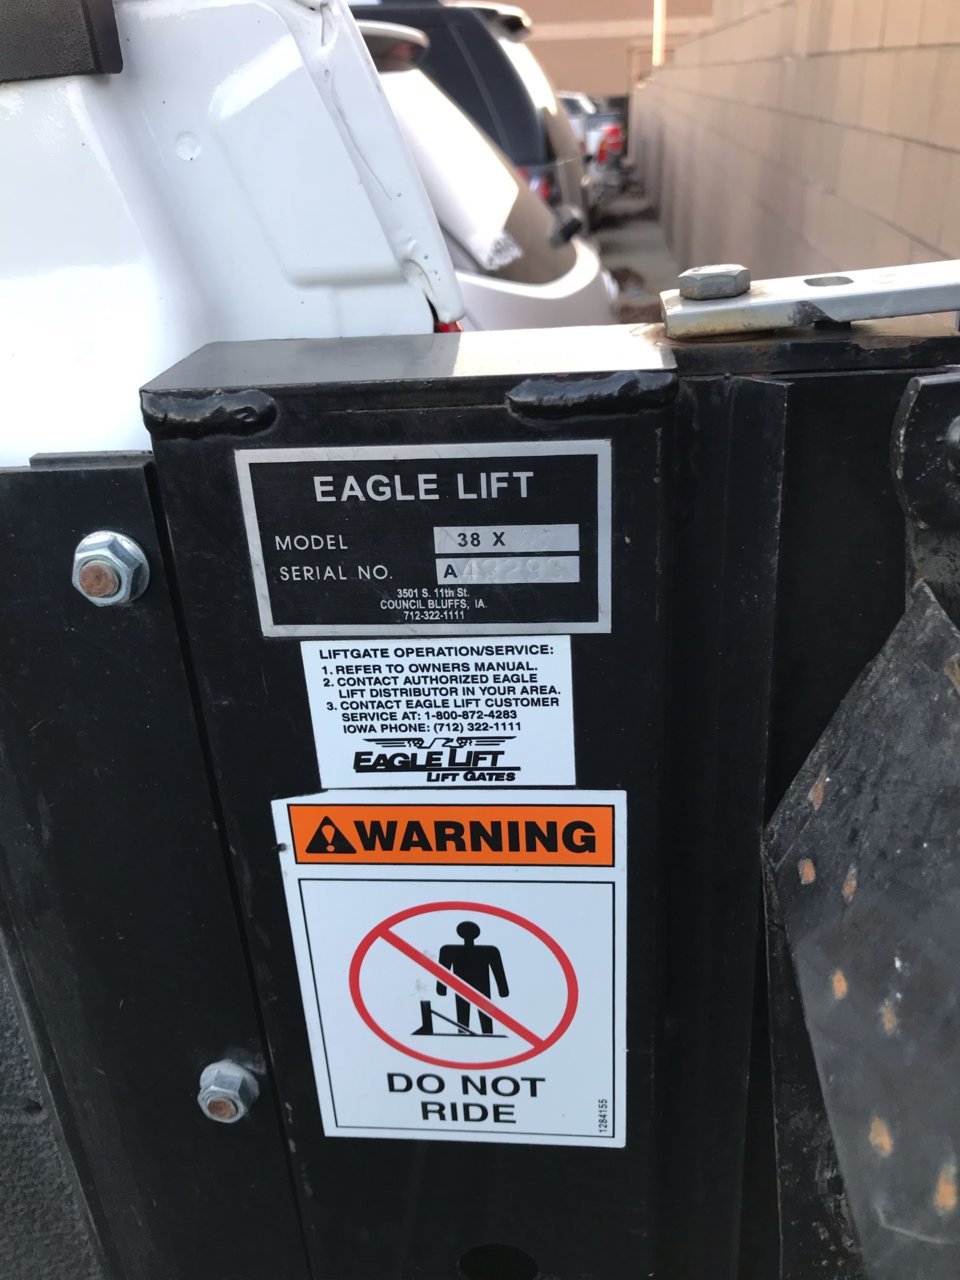 EAGLE LIFT
MODEL 38 X
SERIAL NO.
3501 S. 11th St.
COUNCIL BLUFFS, IA.
712-322-1111
LIFTGATE OPERATION/SERVICE:
1. REFER TO OWNERS MANUAL.
2. CONTACT AUTHORIZED EAGLE
LIFT DISTRIBUTOR IN YOUR AREA.
3. CONTACT EAGLE LIFT CUSTOMER
SERVICE AT: 1-800-872-4283
IOWA PHONE: (712) 322-1111
EAGLE LIFT
LIFT GATES
WARNING
DO NOT
RIDE
1284155